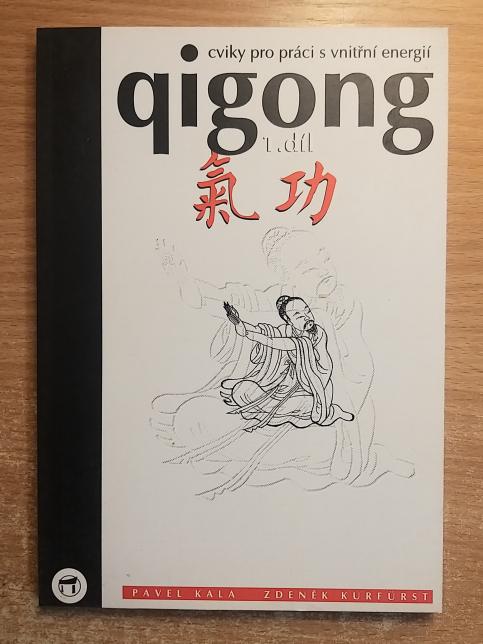 cviky pro práci s vnitřní energií
qigong
1.díl
氣功
PAVEL KALA ZDENĚK KURFÜRST